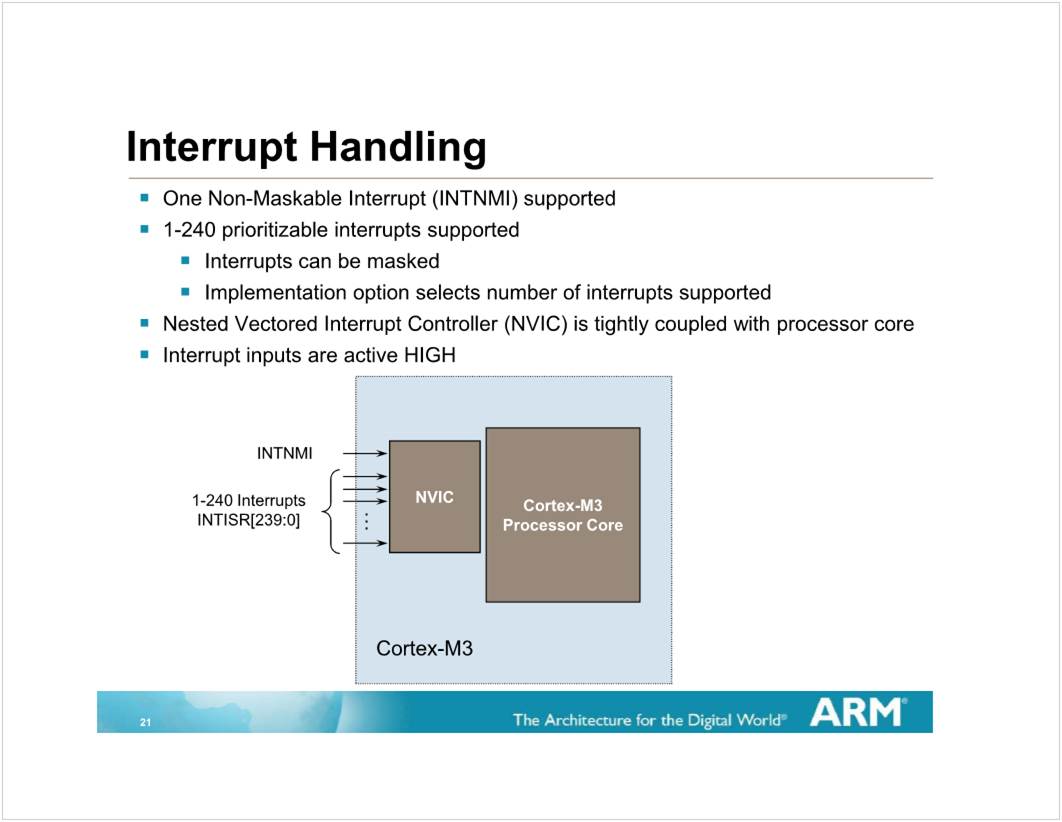 Interrupt Handling
One Non-Maskable Interrupt (INTNMI) supported
1-240 prioritizable interrupts supported
Interrupts can be masked
Implementation option selects number of interrupts supported
Nested Vectored Interrupt Controller (NVIC) is tightly coupled with processor core
Interrupt inputs are active HIGH
INTNMI
1-240 Interrupts
INTISR[239:0]
NVIC
Cortex-M3
Processor Core
Cortex-M3
21
The Architecture for the Digital World®
ARM®